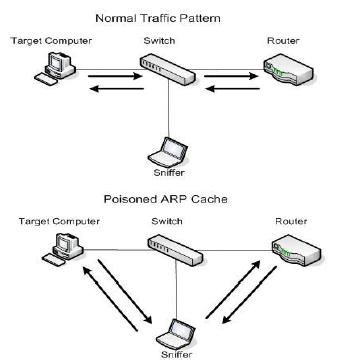 Normal Traffic Pattern
Target Computer Switch Router
Sniffer
Poisoned ARP Cache
Target Computer Switch Router
Sniffer